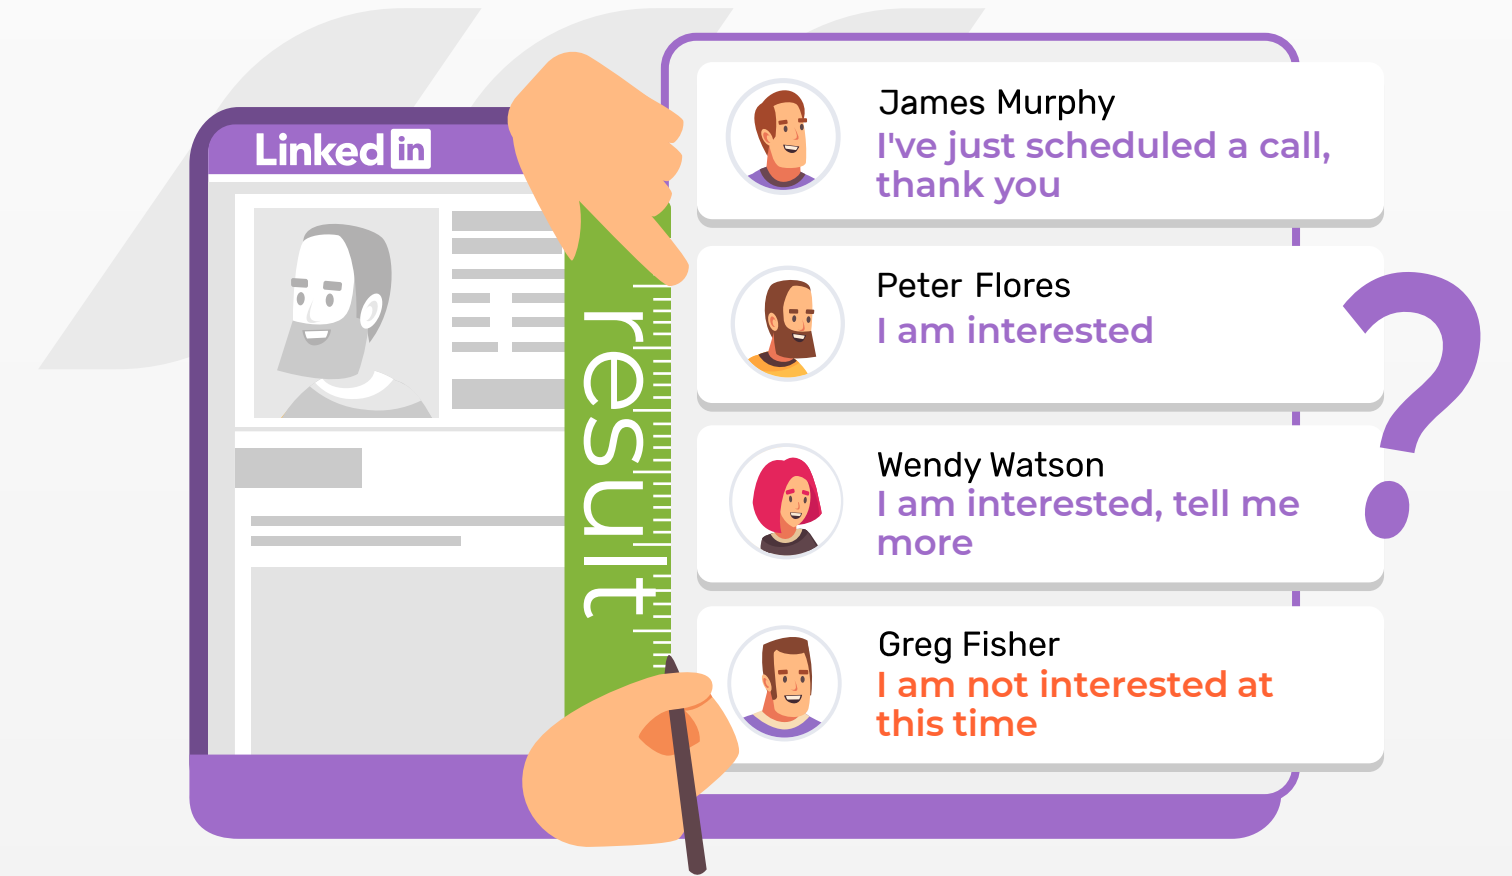 Linked in
result
James Murphy
I've just scheduled a call,
thank you
Peter Flores
I am interested
Wendy Watson
I am interested, tell me
more
Greg Fisher
I am not interested at
this time
?